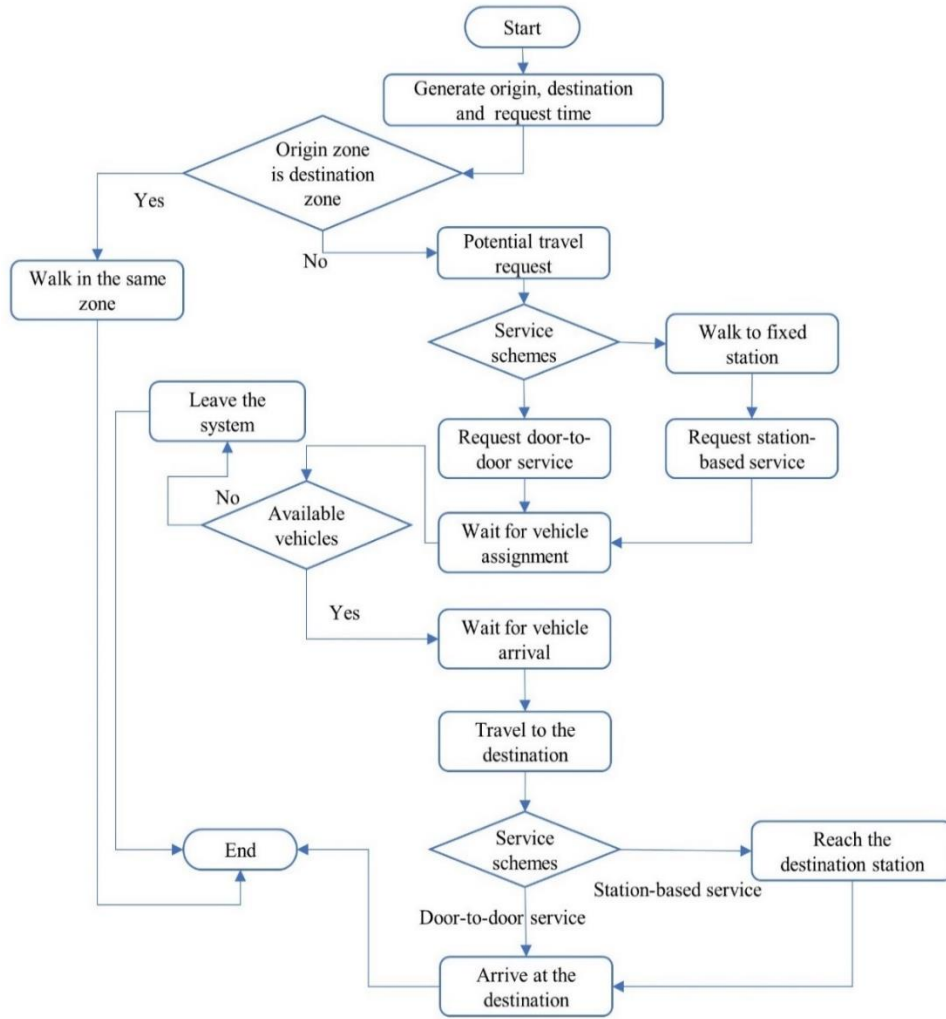 Start
Generate origin, destination
and request time
Origin zone
is destination
zone
Yes
No
Potential travel
request
Walk in the same
zone
Service
schemes
Walk to fixed
station
Leave the
system
Request door-to-
door service
Request station-
based service
No
Available
vehicles
Wait for vehicle
assignment
Yes
Wait for vehicle
arrival
Travel to the
destination
End
Service
schemes
Reach the
destination station
Station-based service
Door-to-door service
Arrive at the
destination